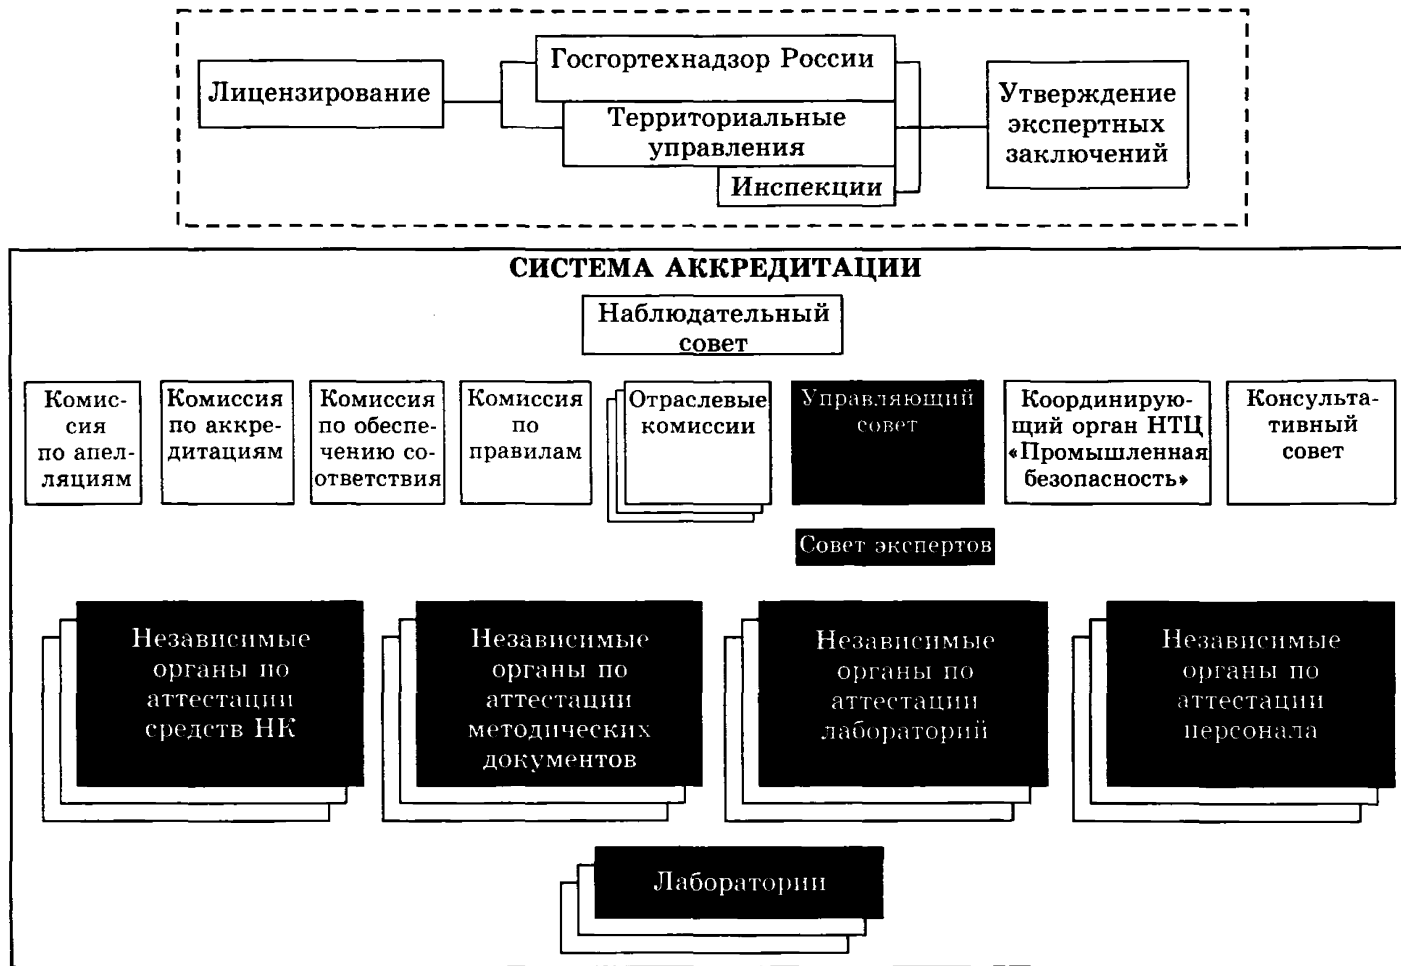 Лицензирование
Госгортехнадзор России
Территориальные
управления
Инспекции
Утверждение
экспертных
заключений
СИСТЕМА АККРЕДИТАЦИИ
Наблюдательный
совет
Комис-
сия
по апел-
ляциям
Комиссия
по аккре-
дитациям
Комиссия
по обеспе-
чению со-
ответствия
Комиссия
по
правилам
Отраслевые
комиссии
Управляющий
совет
Координирую-
щий орган НТЦ
«Промышленная
безопасность»
Консульта-
тивный
совет
Совет экспертов
Независимые
органы по
аттестации
средств НК
Независимые
органы по
аттестации
методических
документов
Независимые
органы по
аттестации
лабораторий
Независимые
органы по
аттестации
персонала
Лаборатории